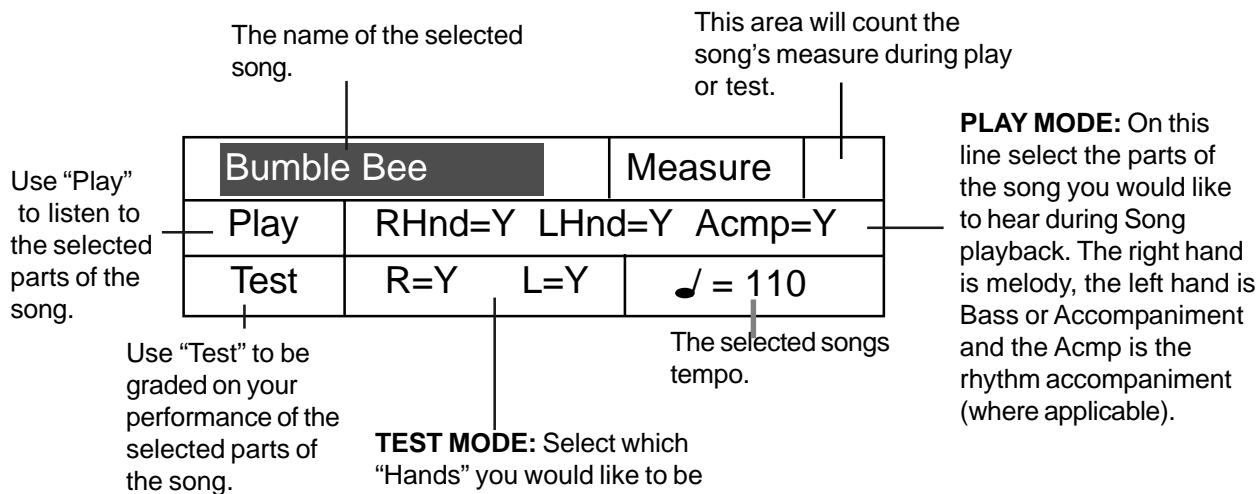 The name of the selected
song.
This area will count the
song's measure during play
or test.
Use “Play”
to listen to
the selected
parts of the
song.
Bumble Bee
Measure
Play
RHnd=Y LHnd=Y Acmp=Y
Test
R=Y L=Y
♩ = 110
PLAY MODE: On this
line select the parts of
the song you would like
to hear during Song
playback. The right hand
is melody, the left hand is
Bass or Accompaniment
and the Acmp is the
rhythm accompaniment
(where applicable).
Use “Test” to be
graded on your
performance of the
selected parts of
the song.
TEST MODE: Select which
“Hands” you would like to be
The selected songs
tempo.